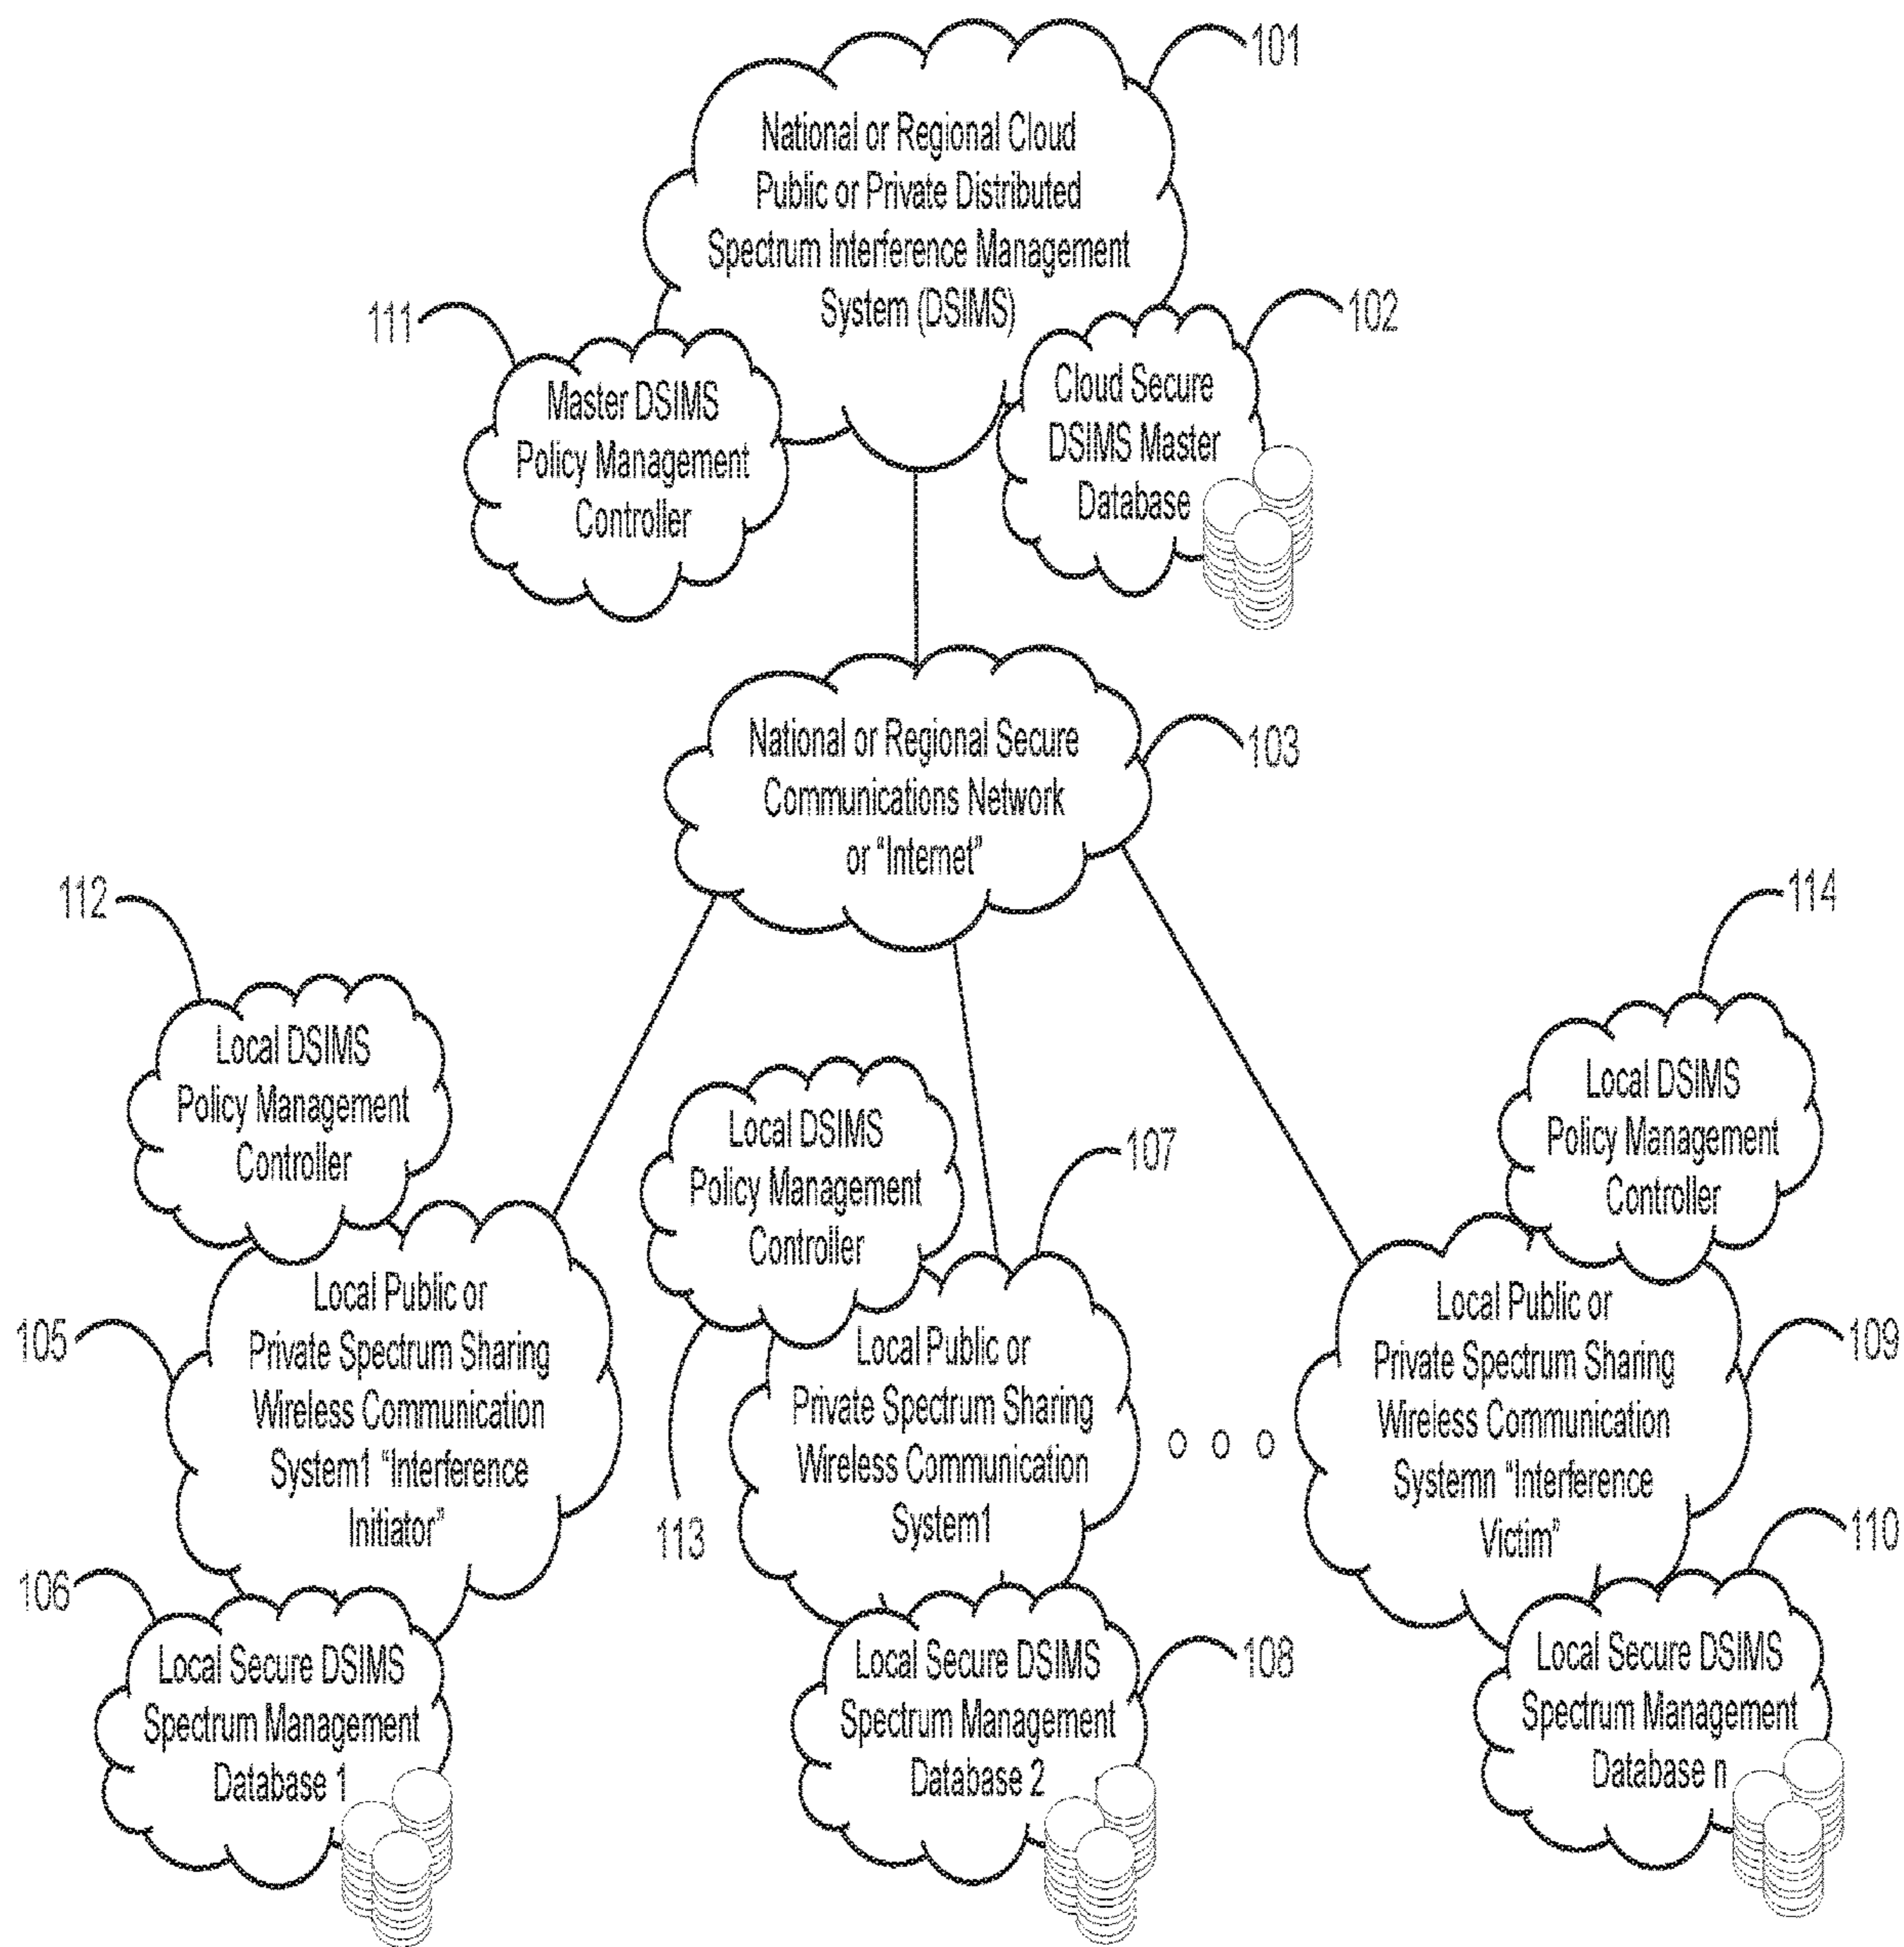 101
National or Regional Cloud
Public or Private Distributed
Spectrum Interference Management
System (DSIMS)
111
Master DSIMS
Policy Management
Controller
102
Cloud Secure
DSIMS Master
Database
National or Regional Secure
Communications Network
or “Internet”
103
112
Local DSIMS
Policy Management
Controller
Local DSIMS
Policy Management
Controller
113
114
Local DSIMS
Policy Management
Controller
105
Local Public or
Private Spectrum Sharing
Wireless Communication
System1 “Interference
Initiator”
107
Local Public or
Private Spectrum Sharing
Wireless Communication
System1
109
Local Public or
Private Spectrum Sharing
Wireless Communication
Systemn “Interference
Victim”
106
Local Secure DSIMS
Spectrum Management
Database 1
108
Local Secure DSIMS
Spectrum Management
Database 2
110
Local Secure DSIMS
Spectrum Management
Database n